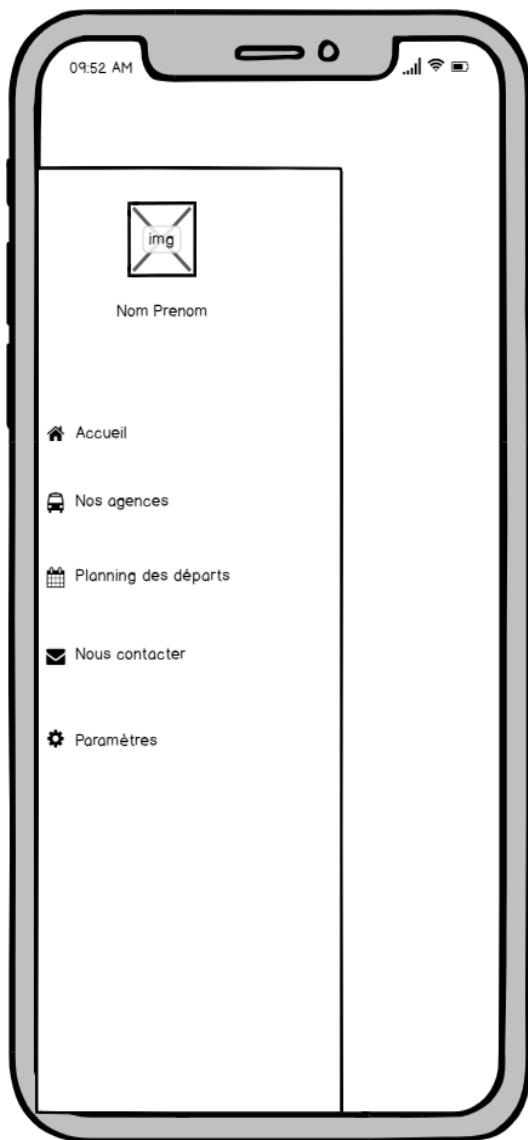 09:52 AM
img
Nom Prenom
Accueil
Nos agences
Planning des départs
Nous contacter
Paramètres